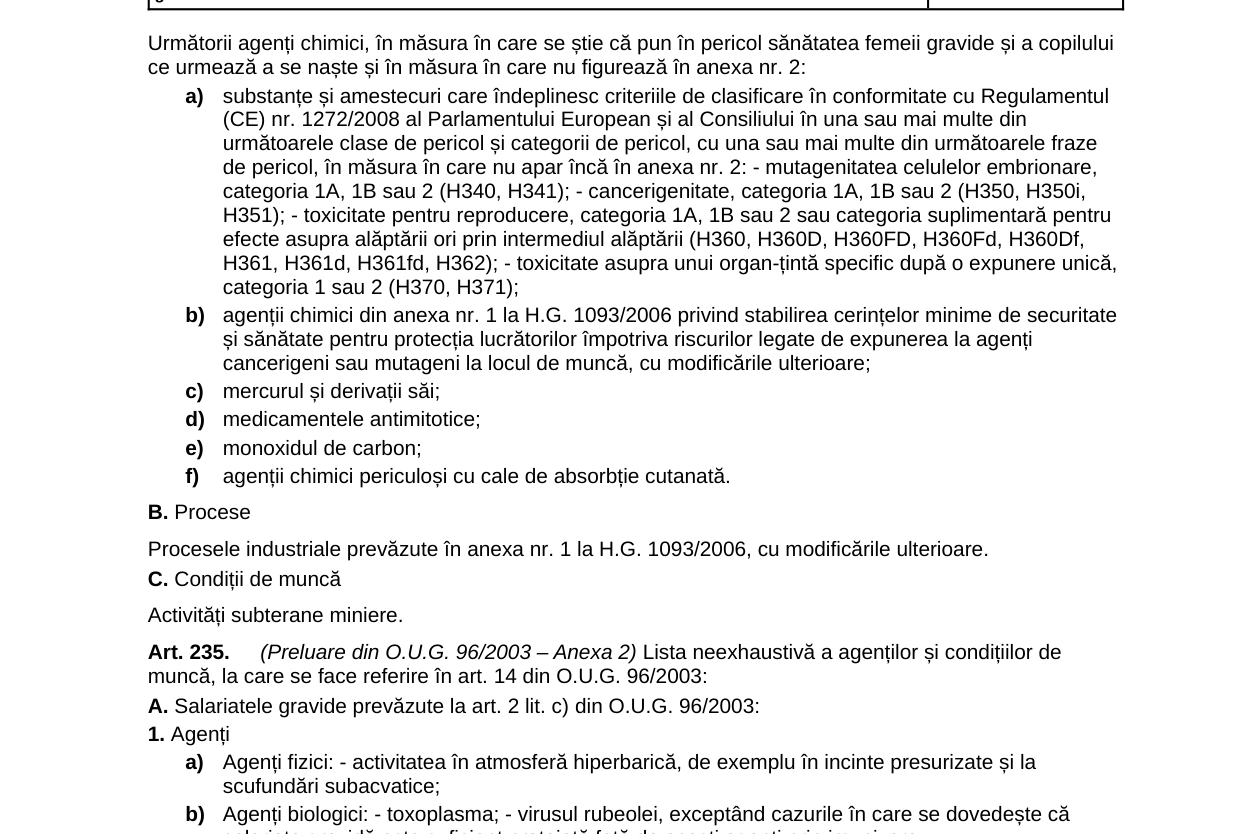 Următorii agenți chimici, în măsura în care se știe că pun în pericol sănătatea femeii gravide și a copilului
ce urmează a se naște și în măsura în care nu figurează în anexa nr. 2:
a) substanțe și amestecuri care îndeplinesc criteriile de clasificare în conformitate cu Regulamentul
(CE) nr. 1272/2008 al Parlamentului European și al Consiliului în una sau mai multe din
următoarele clase de pericol și categorii de pericol, cu una sau mai multe din următoarele fraze
de pericol, în măsura în care nu apar încă în anexa nr. 2: - mutagenitatea celulelor embrionare,
categoria 1A, 1B sau 2 (H340, H341); - cancerigenitate, categoria 1A, 1B sau 2 (H350, H350i,
H351); - toxicitate pentru reproducere, categoria 1A, 1B sau 2 sau categoria suplimentară pentru
efecte asupra alăptării ori prin intermediul alăptării (H360, H360D, H360FD, H360Fd, H360Df,
H361, H361d, H361fd, H362); - toxicitate asupra unui organ-țintă specific după o expunere unică,
categoria 1 sau 2 (H370, H371);
b) agenții chimici din anexa nr. 1 la H.G. 1093/2006 privind stabilirea cerințelor minime de securitate
și sănătate pentru protecția lucrătorilor împotriva riscurilor legate de expunerea la agenți
cancerigeni sau mutageni la locul de muncă, cu modificările ulterioare;
c) mercurul și derivații săi;
d) medicamentele antimitotice;
e) monoxidul de carbon;
f) agenții chimici periculoși cu cale de absorbție cutanată.
B. Procese
Procesele industriale prevăzute în anexa nr. 1 la H.G. 1093/2006, cu modificările ulterioare.
C. Condiții de muncă
Activități subterane miniere.
Art. 235. (Preluare din O.U.G. 96/2003 – Anexa 2) Lista neexhaustivă a agenților și condițiilor de
muncă, la care se face referire în art. 14 din O.U.G. 96/2003:
A. Salariatele gravide prevăzute la art. 2 lit. c) din O.U.G. 96/2003:
1. Agenți
a) Agenți fizici: - activitatea în atmosferă hiperbarică, de exemplu în incinte presurizate și la
scufundări subacvatice;
b) Agenți biologici: - toxoplasma; - virusul rubeolei, exceptând cazurile în care se dovedește că